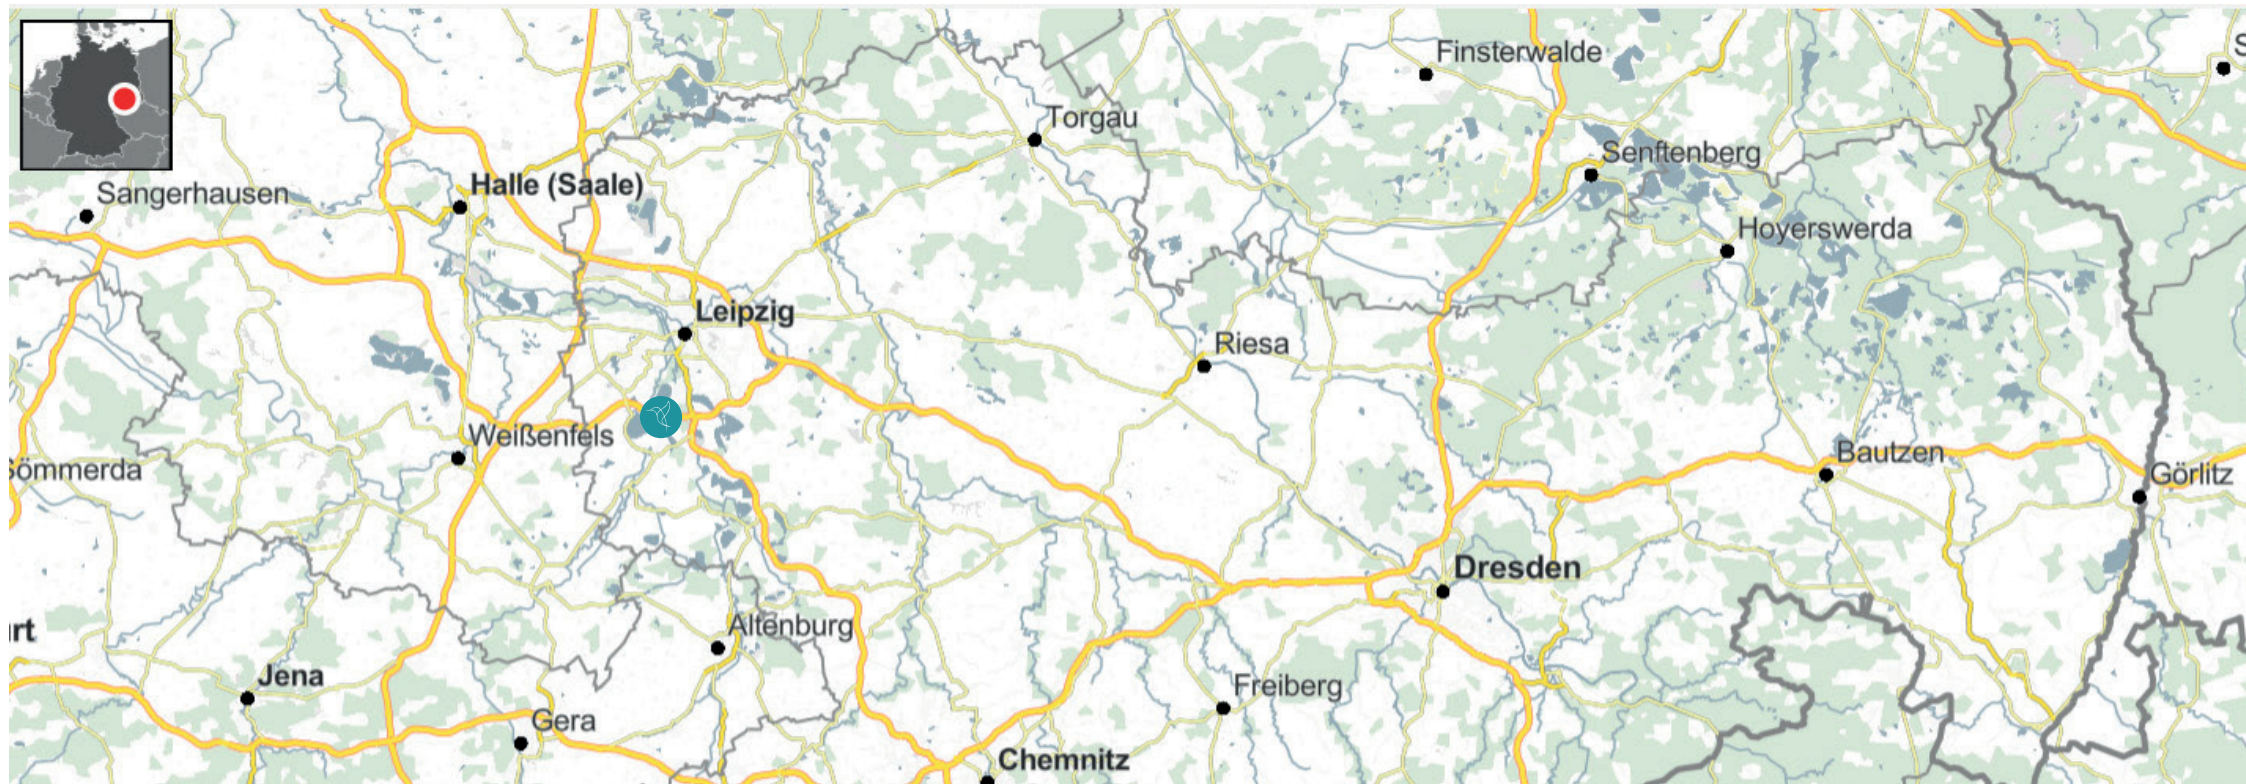 Finsterwalde
Torgau
Senftenberg
Sangerhausen
Halle (Saale)
Hoyerswerda
Leipzig
Riesa
Weißenfels
Bautzen
Sömmerda
Görlitz
Dresden
Altenburg
Jena
Freiberg
Gera
Chemnitz